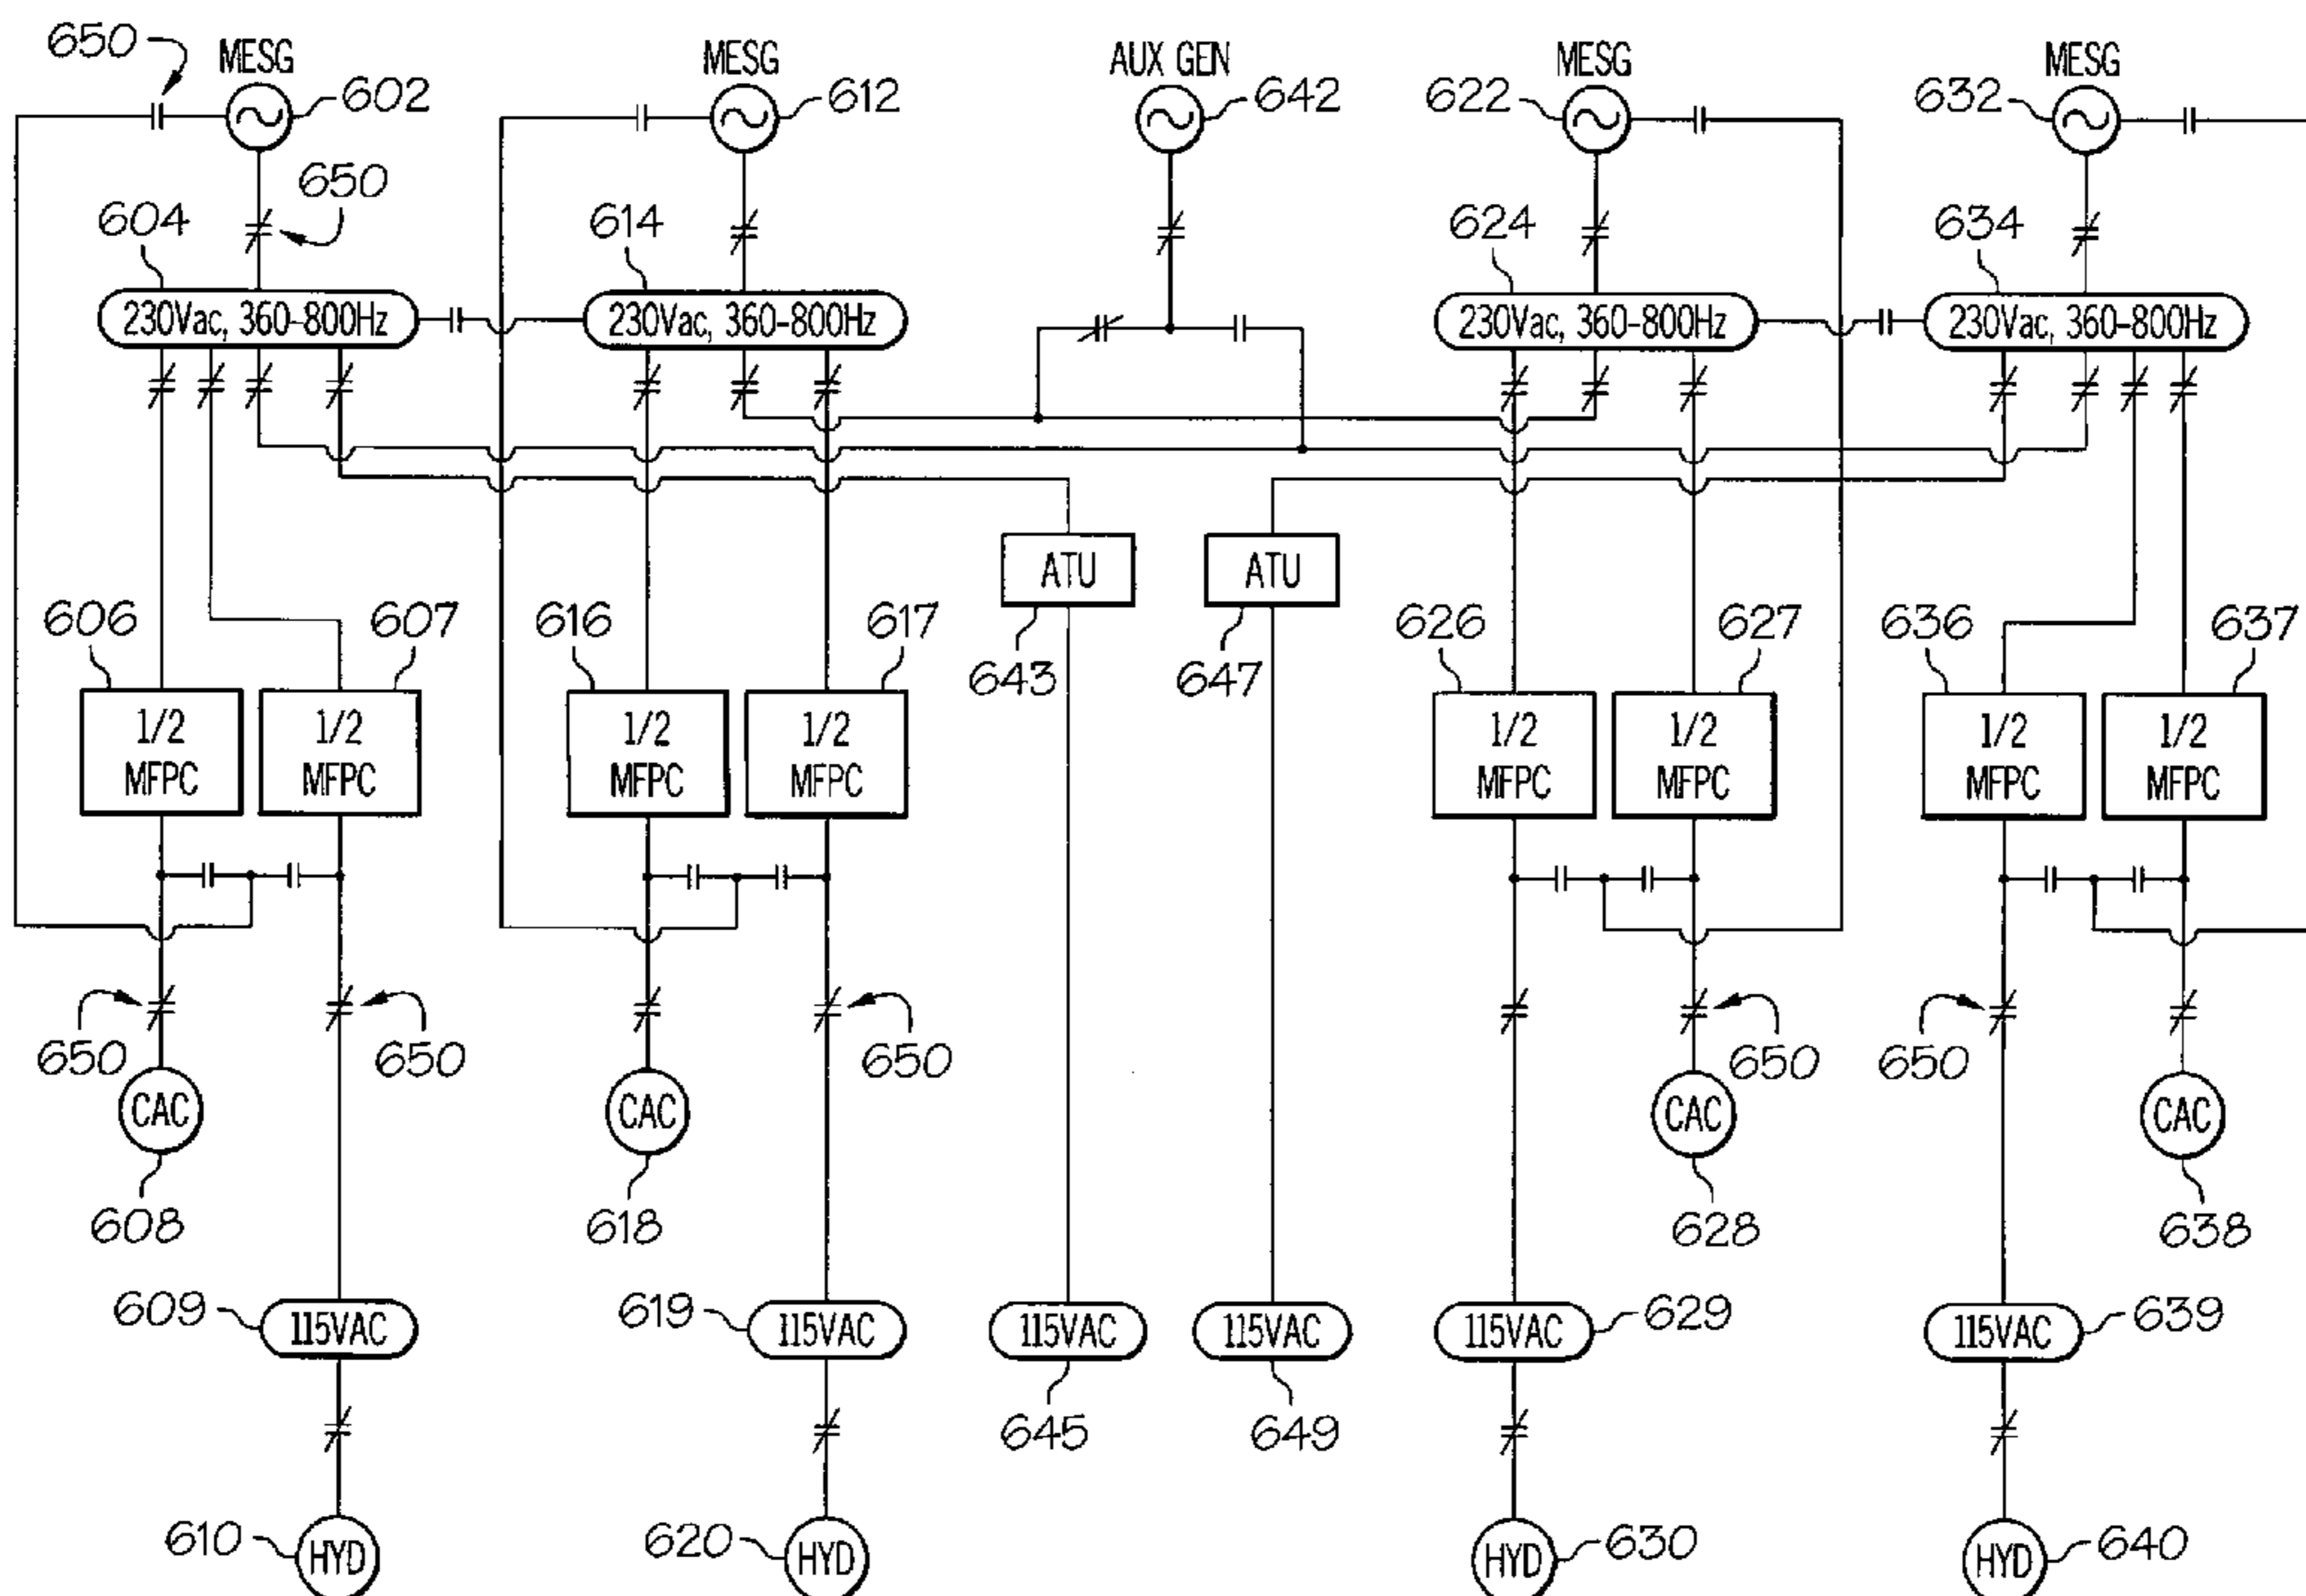 650
MESG
602
MESG
612
AUX GEN
642
MESG
622
MESG
632
650
604
614
624
634
230Vac, 360-800Hz
230Vac, 360-800Hz
230Vac, 360-800Hz
230Vac, 360-800Hz
ATU
ATU
606
607
616
617
643
647
626
627
636
637
1/2
MFPC
1/2
MFPC
1/2
MFPC
1/2
MFPC
1/2
MFPC
1/2
MFPC
1/2
MFPC
1/2
MFPC
650
650
650
650
650
CAC
CAC
CAC
CAC
608
618
628
638
609
115VAC
619
115VAC
115VAC
115VAC
115VAC
629
115VAC
639
645
649
610
HYD
620
HYD
HYD
630
HYD
640